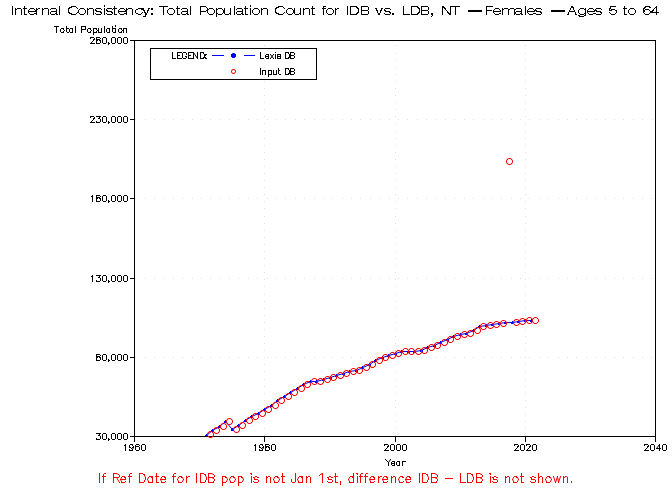 Internal Consistency: Total Population Count for IDB vs. LDB, NT — Females — Ages 5 to 64
Total Population
280,000
LEGEND: Lexis DB
Input DB
230,000
180,000
130,000
80,000
30,000
1960 1980 2000 2020 2040
Year
If Ref Date for IDB pop is not Jan 1st, difference IDB – LDB is not shown.